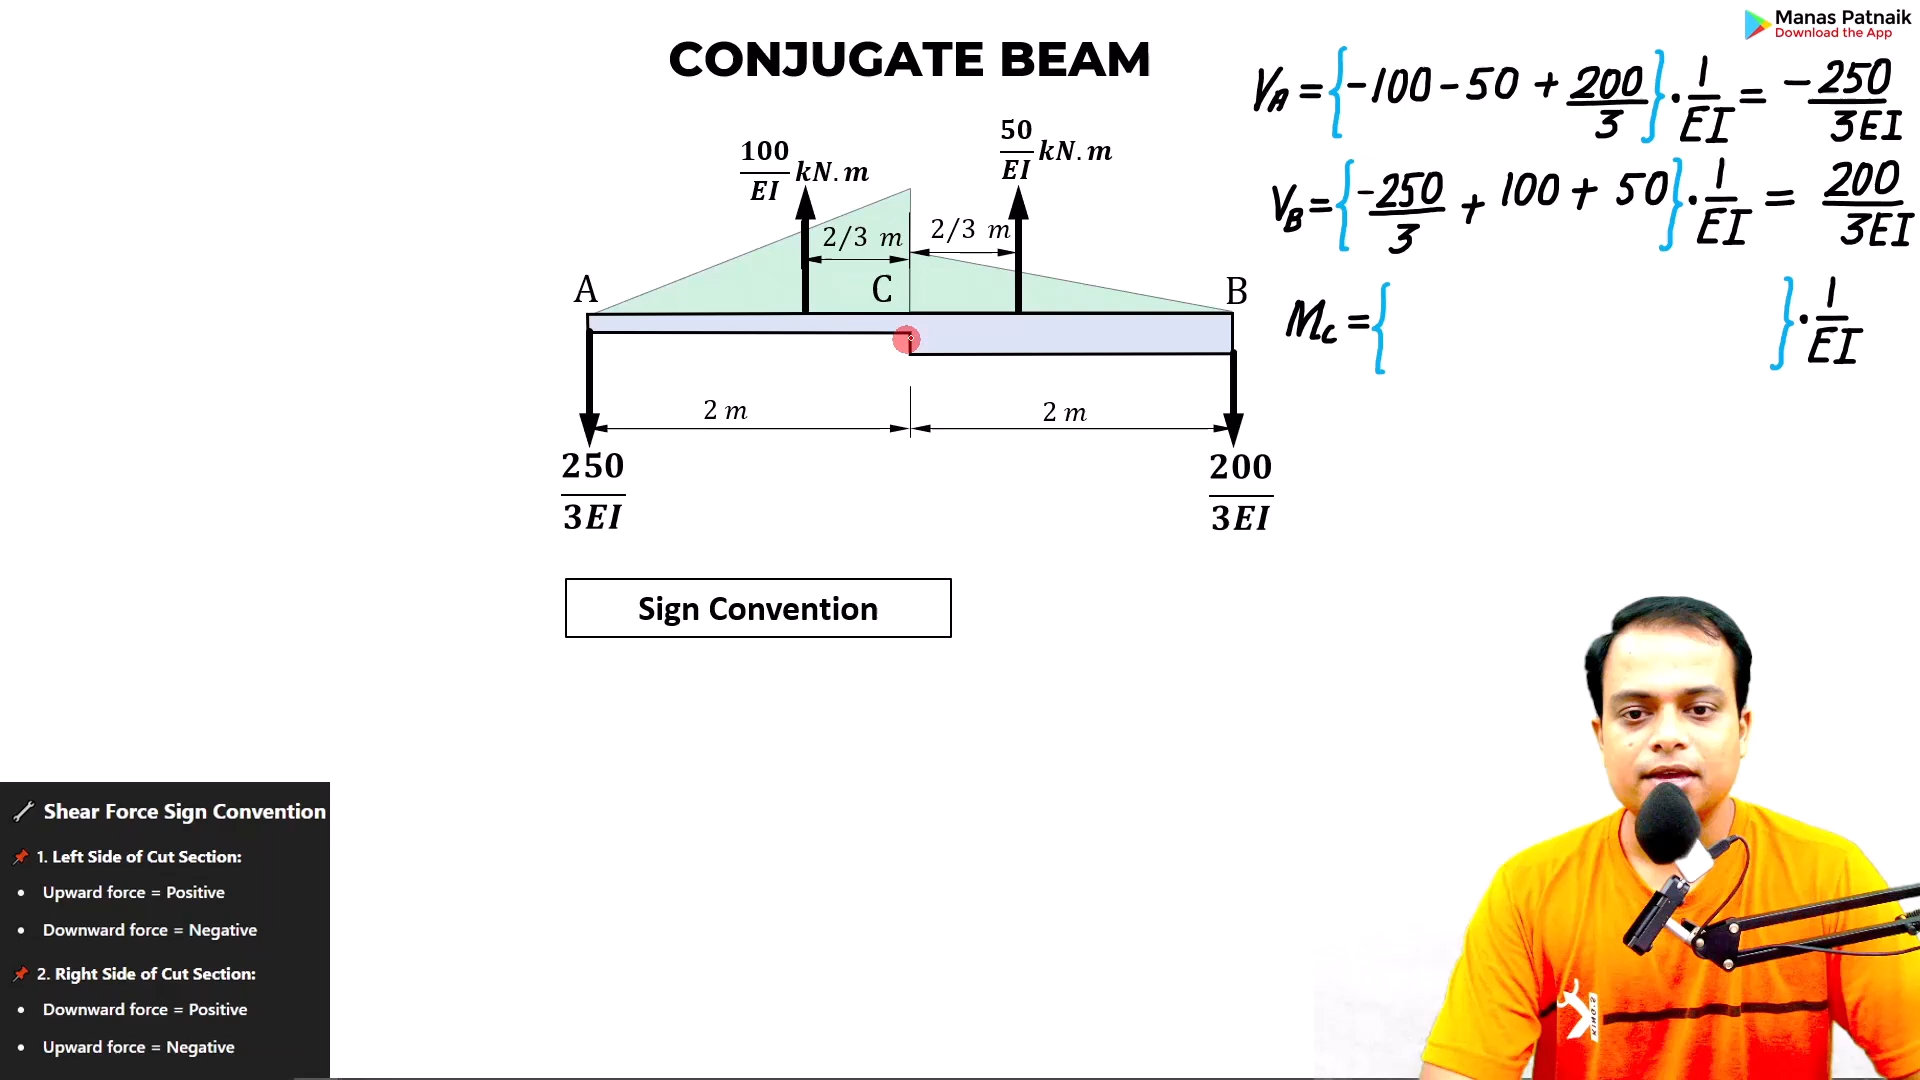 CONJUGATE BEAM
Manas Patnaik
Download the App
V_A = {-100 - 50 + 200/3} · 1/EI = -250/3EI
V_B = {-250/3 + 100 + 50} · 1/EI = 200/3EI
M_C = { } · 1/EI
100/EI kN.m
50/EI kN.m
2/3 m
2/3 m
A
C
B
2 m
2 m
250/3EI
200/3EI
Sign Convention
Shear Force Sign Convention
1. Left Side of Cut Section:
• Upward force = Positive
• Downward force = Negative
2. Right Side of Cut Section:
• Downward force = Positive
• Upward force = Negative